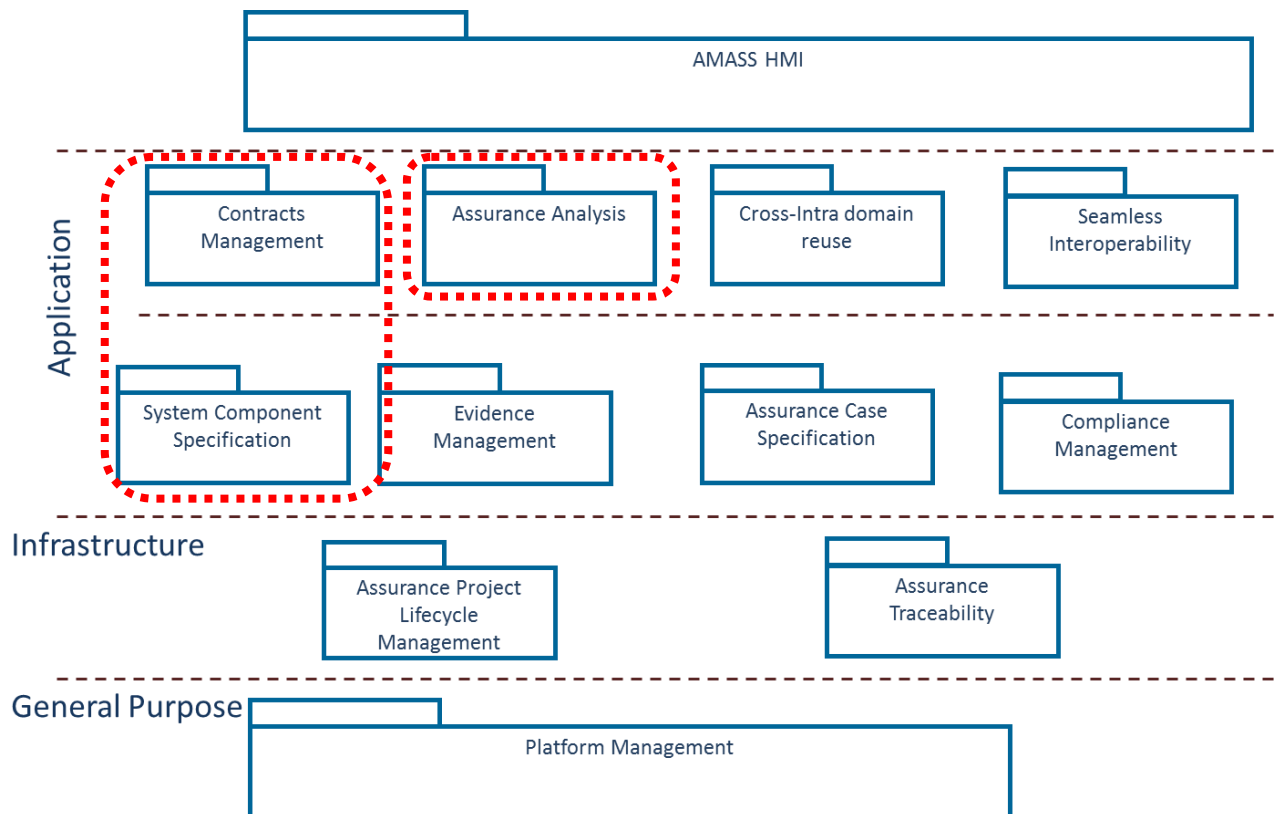 AMASS HMI
Application
Contracts
Management
Assurance Analysis
Cross-Intra domain
reuse
Seamless
Interoperability
System Component
Specification
Evidence
Management
Assurance Case
Specification
Compliance
Management
Infrastructure
Assurance Project
Lifecycle
Management
Assurance
Traceability
General Purpose
Platform Management